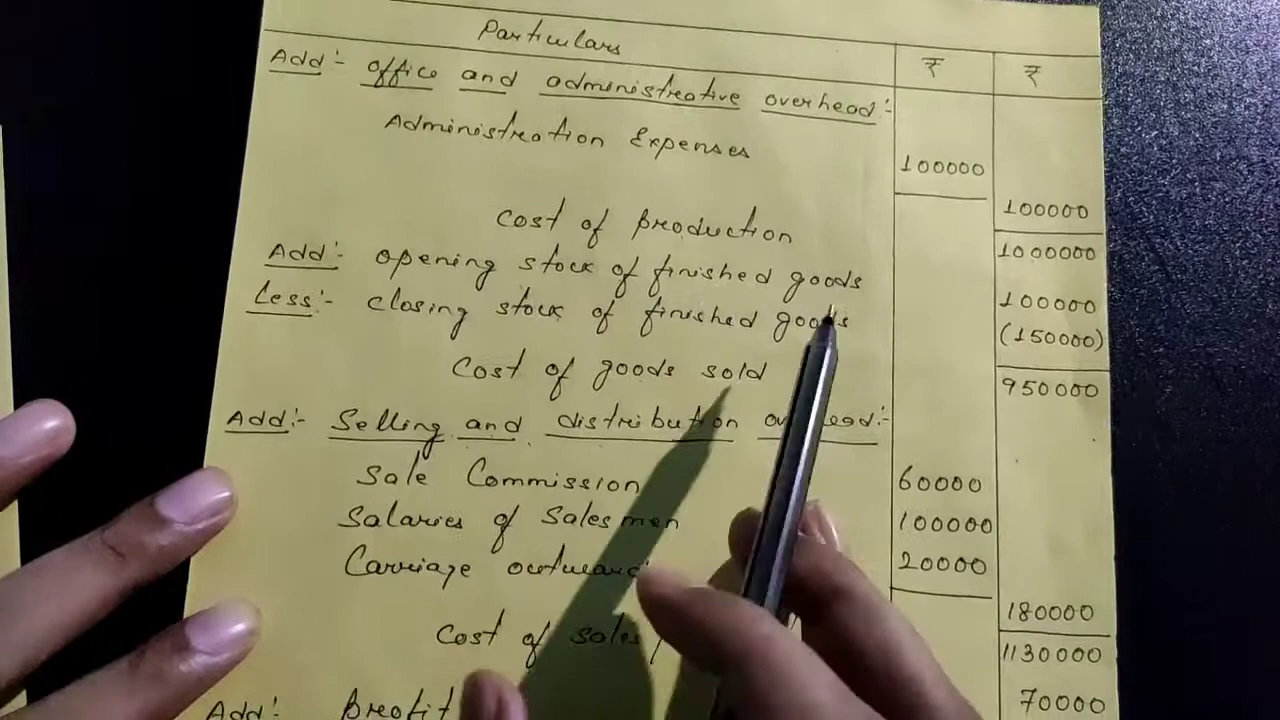 Particulars ₹ ₹
Add:- office and administrative overhead:-
Administration Expenses 100000
100000
Cost of production 1000000
Add:- opening stock of finished goods 100000
Less:- closing stock of finished goods (150000)
Cost of goods sold 950000
Add:- Selling and distribution
Sale Commission 60000
Salaries of Salesmen 100000
Carriage outward 20000
180000
Cost of sales/ 1130000
Add: Profit 70000